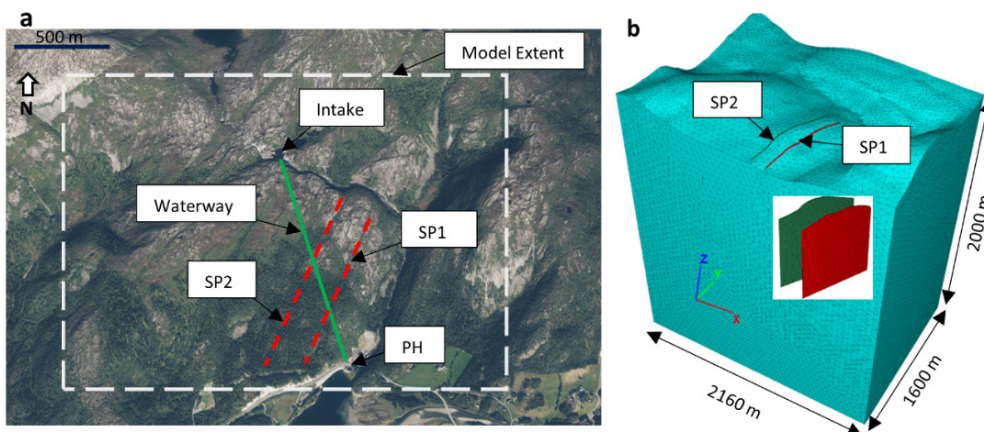 a
500 m
N
Model Extent
Intake
Waterway
SP1
SP2
PH
b
SP2
SP1
Z
Y
X
2000 m
1600 m
2160 m